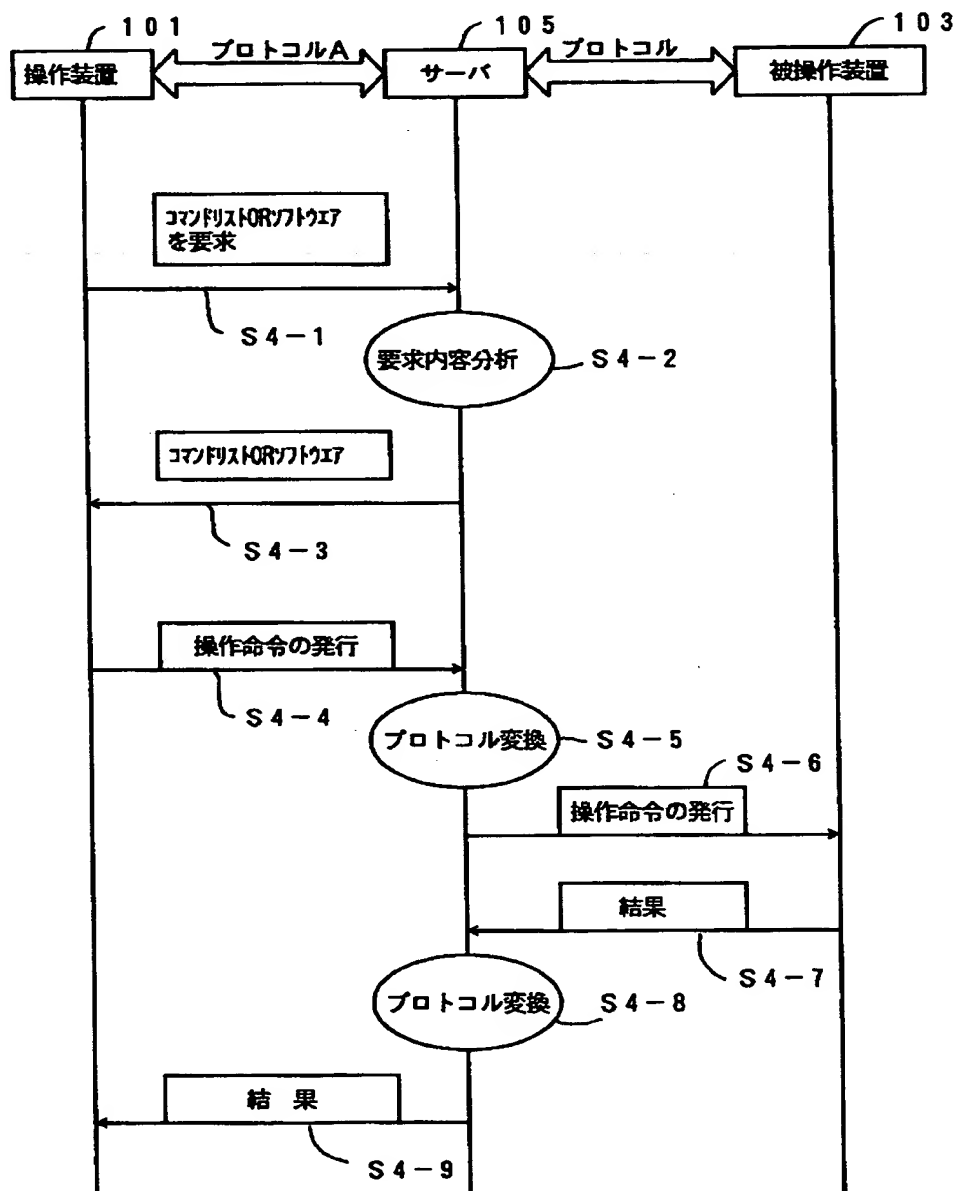 101
105
103
プロトコルA
プロトコル
操作装置
サーバ
被操作装置
コマンドリストORソフトウエア
を要求
S4-1
要求内容分析
S4-2
コマンドリストORソフトウエア
S4-3
操作命令の発行
S4-4
プロトコル変換
S4-5
S4-6
操作命令の発行
結果
S4-7
プロトコル変換
S4-8
結 果
S4-9